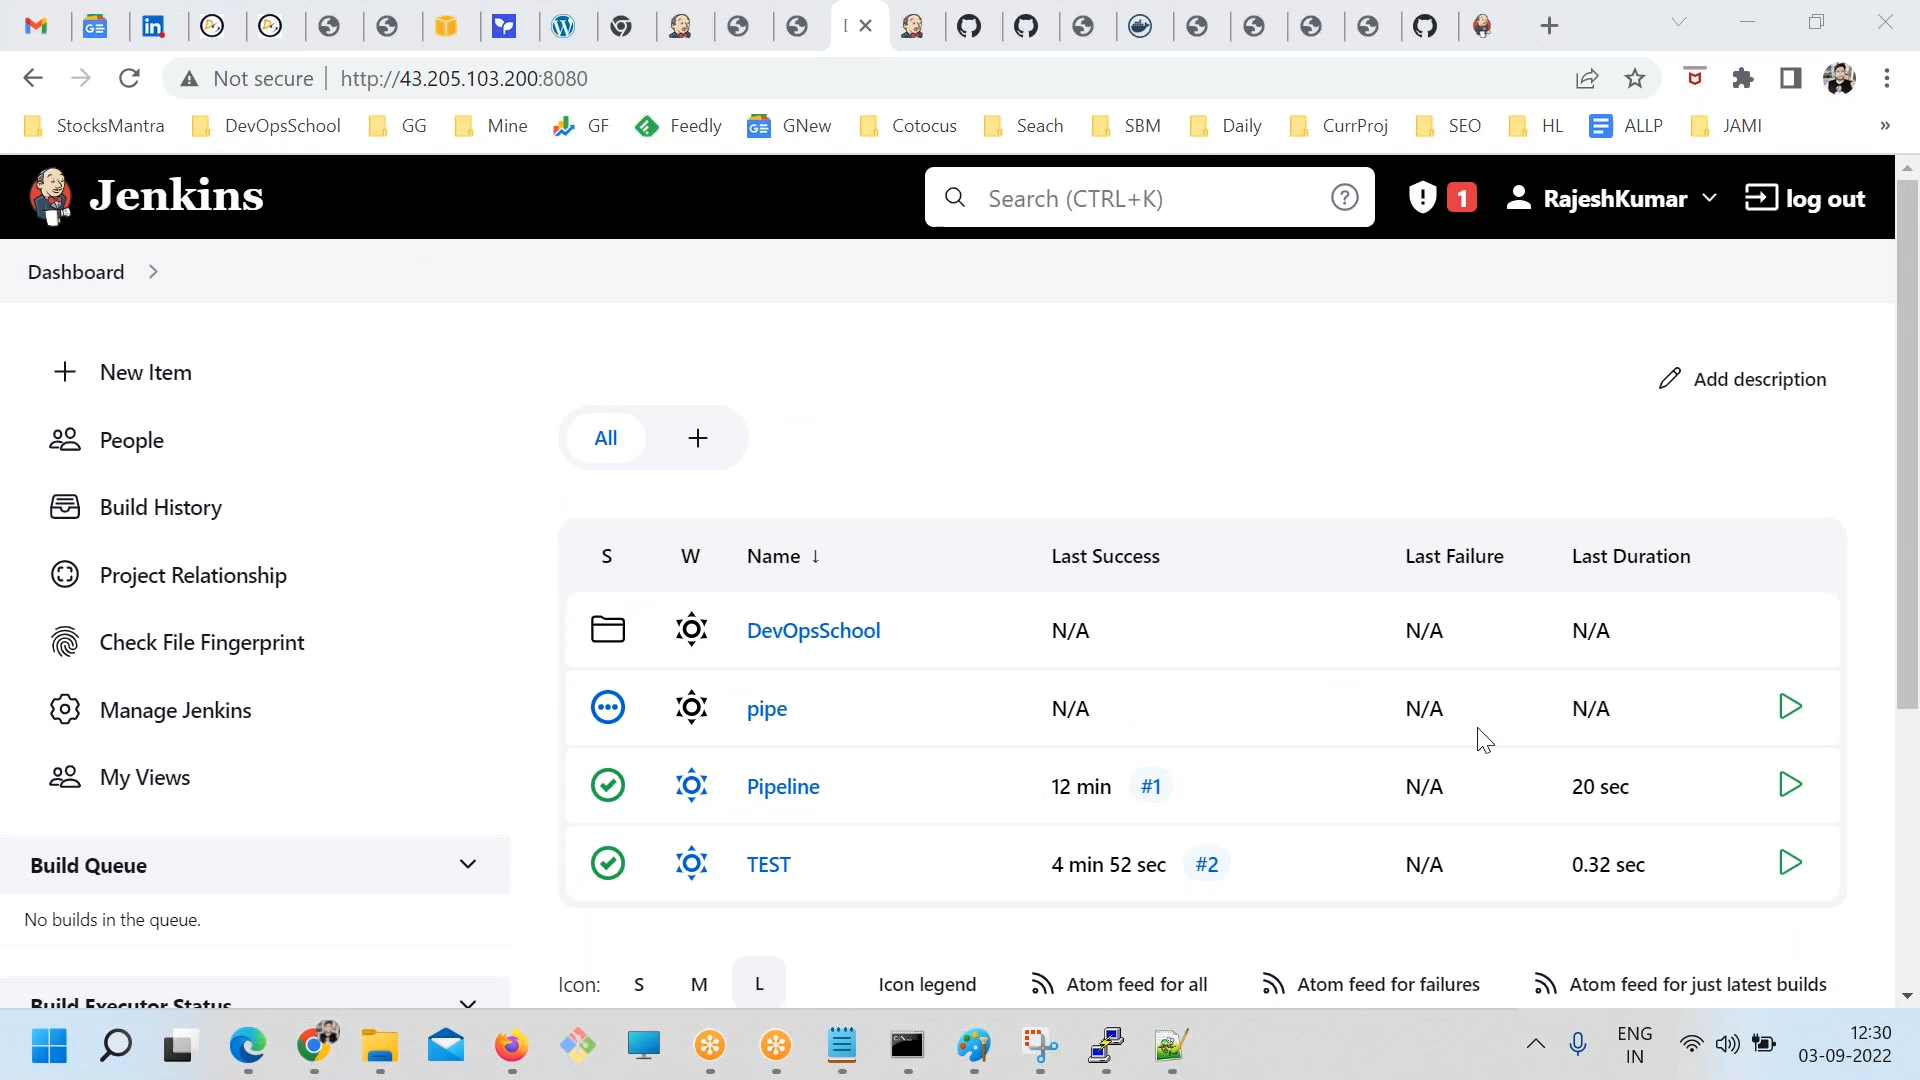 Not secure http://43.205.103.200:8080
StocksMantra DevOpsSchool GG Mine GF Feedly GNew Cotocus Seach SBM Daily CurrProj SEO HL ALLP JAMI »
Jenkins Search (CTRL+K) 1 RajeshKumar log out
Dashboard
New Item
Add description
People
All +
Build History
Project Relationship
Check File Fingerprint
Manage Jenkins
My Views
S W Name ↓ Last Success Last Failure Last Duration
DevOpsSchool N/A N/A N/A
pipe N/A N/A N/A
Pipeline 12 min #1 N/A 20 sec
TEST 4 min 52 sec #2 N/A 0.32 sec
Build Queue
No builds in the queue.
Build Executor Status
Icon: S M L Icon legend Atom feed for all Atom feed for failures Atom feed for just latest builds
ENG
IN
12:30
03-09-2022